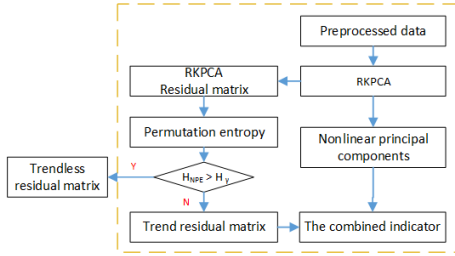 Preprocessed data
RKPCA
Residual matrix
RKPCA
Permutation entropy
Nonlinear principal
components
Trendless
residual matrix
Y
H_NPE > H_y
N
Trend residual matrix
The combined indicator